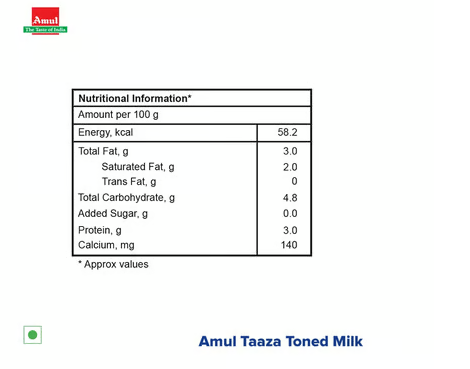 Amul
The Taste of India
Nutritional Information*
Amount per 100 g
Energy, kcal 58.2
Total Fat, g 3.0
Saturated Fat, g 2.0
Trans Fat, g 0
Total Carbohydrate, g 4.8
Added Sugar, g 0.0
Protein, g 3.0
Calcium, mg 140
* Approx values
Amul Taaza Toned Milk